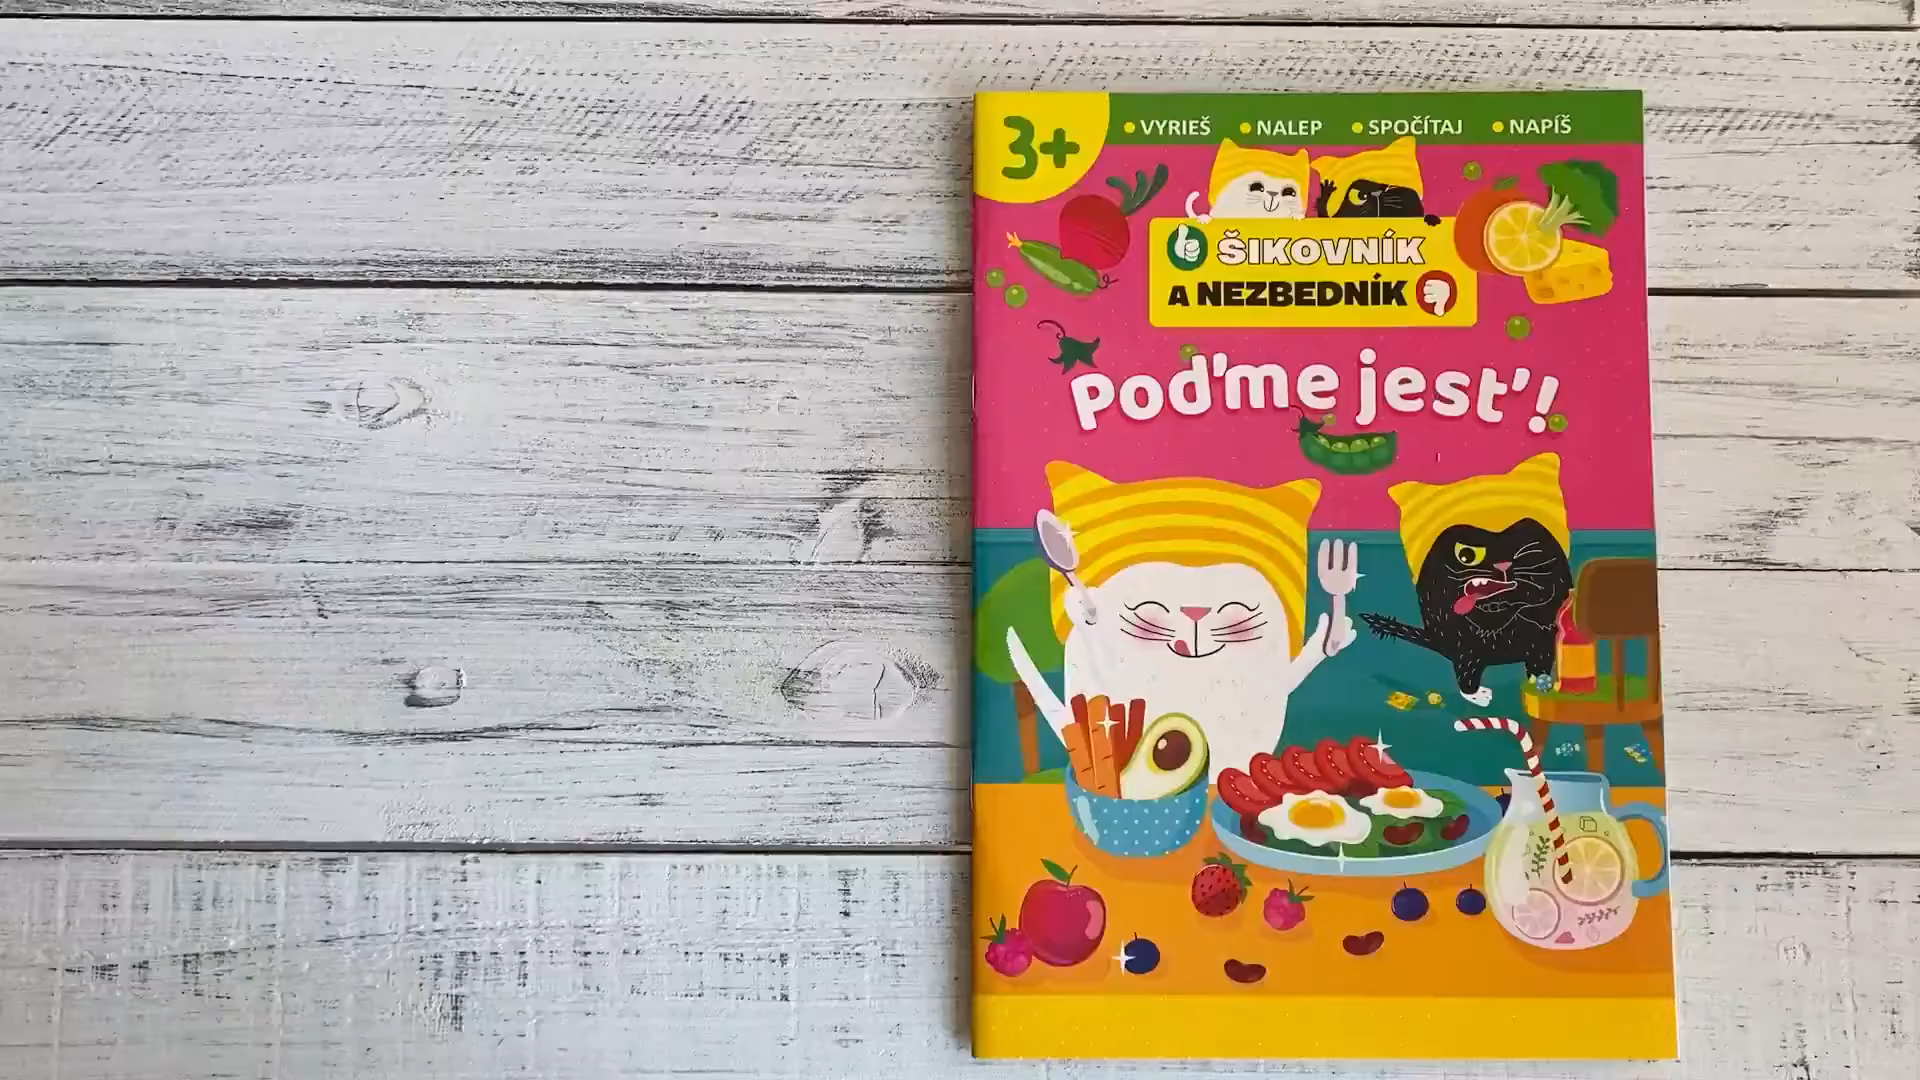 3+
• VYRIEŠ • NALEP • SPOČÍTAJ • NAPÍŠ
ŠIKOVNÍK
A NEZBEDNÍK
Poďme jesť!